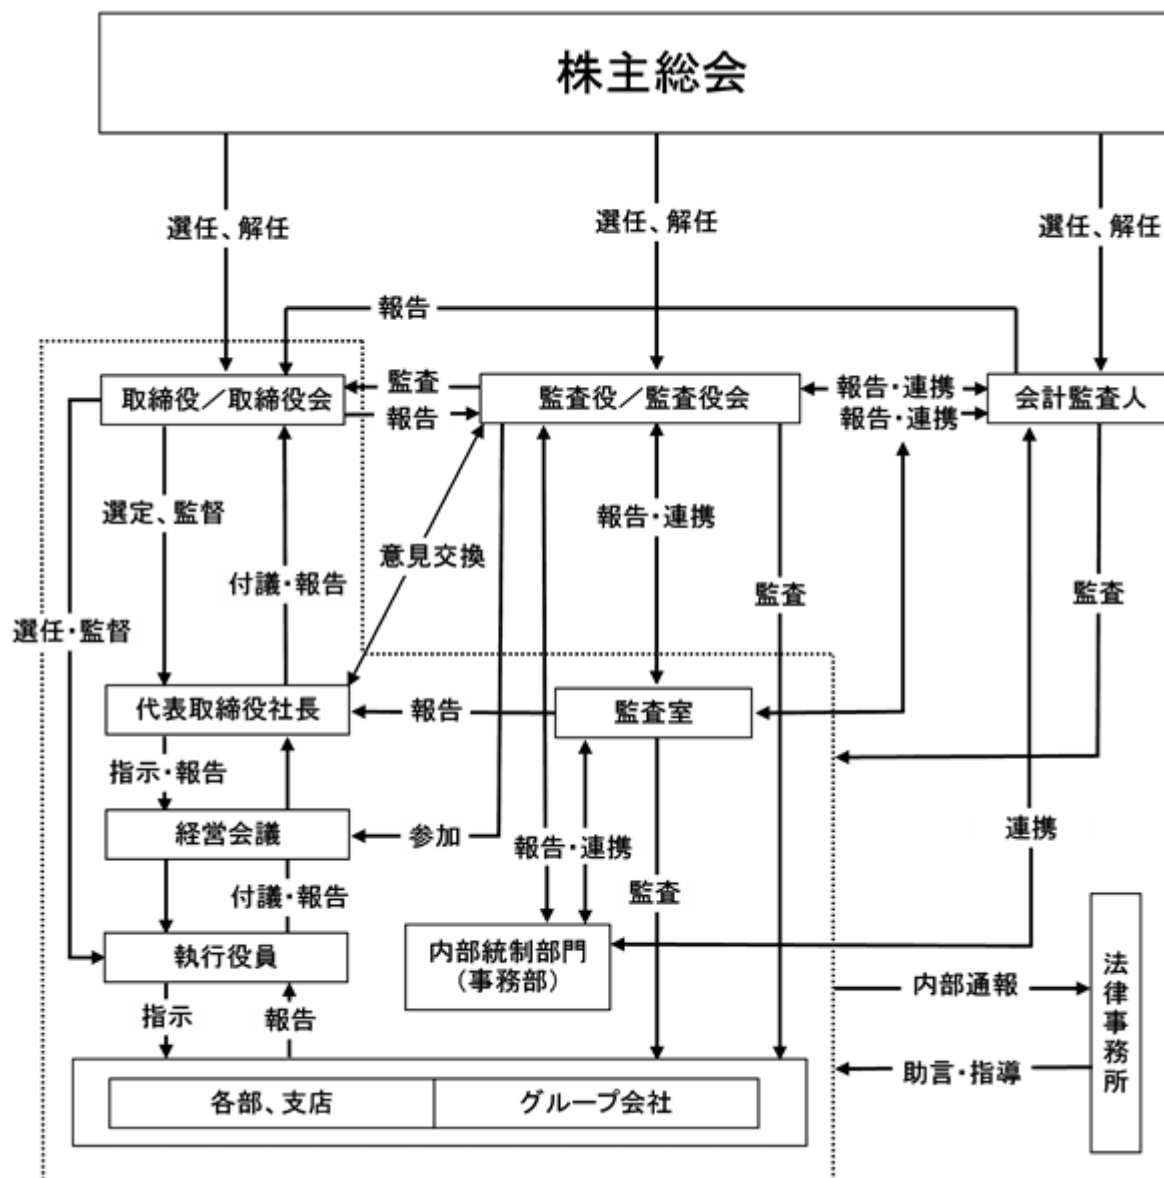 株主総会
選任、解任
選任、解任
選任、解任
報告
取締役／取締役会
監査
報告
監査役／監査役会
報告・連携
報告・連携
会計監査人
選定、監督
付議・報告
意見交換
報告・連携
監査
監査
選任・監督
代表取締役社長
報告
監査室
指示・報告
経営会議
参加
報告・連携
連携
付議・報告
監査
執行役員
内部統制部門
（事務部）
法律事務所
内部通報
指示
報告
助言・指導
各部、支店
グループ会社